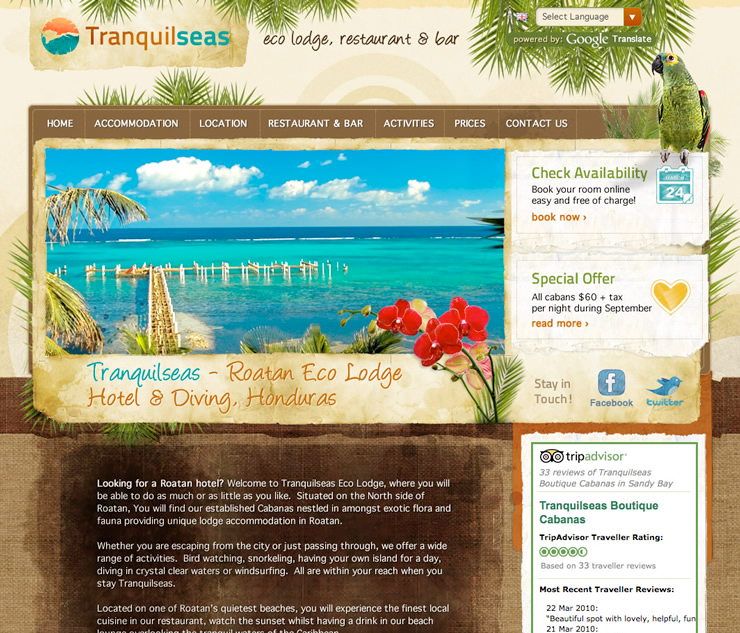 Tranquilseas
eco lodge, restaurant & bar
Select Language
powered by: Google Translate
HOME
ACCOMMODATION
LOCATION
RESTAURANT & BAR
ACTIVITIES
PRICES
CONTACT US
Check Availability
Book your room online
easy and free of charge!
book now ›
MARCH
24
Special Offer
All cabans $60 + tax
per night during September
read more ›
Tranquilseas - Roatan Eco Lodge
Hotel & Diving, Honduras
Stay in
Touch!
Facebook
twitter
Looking for a Roatan hotel? Welcome to Tranquilseas Eco Lodge, where you will
be able to do as much or as little as you like. Situated on the North side of
Roatan, You will find our established Cabanas nestled in amongst exotic flora and
fauna providing unique lodge accommodation in Roatan.
Whether you are escaping from the city or just passing through, we offer a wide
range of activities. Bird watching, snorkeling, having your own island for a day,
diving in crystal clear waters or windsurfing. All are within your reach when you
stay Tranquilseas.
Located on one of Roatan's quietest beaches, you will experience the finest local
cuisine in our restaurant, watch the sunset whilst having a drink in our beach
lounge overlooking the tranquil waters of the Caribbean
tripadvisor
33 reviews of Tranquilseas
Boutique Cabanas in Sandy Bay
Tranquilseas Boutique
Cabanas
TripAdvisor Traveller Rating:
Based on 33 traveller reviews
Most Recent Traveller Reviews:
22 Mar 2010:
"Beautiful spot with lovely, helpful, fun
21 Mar 2010: